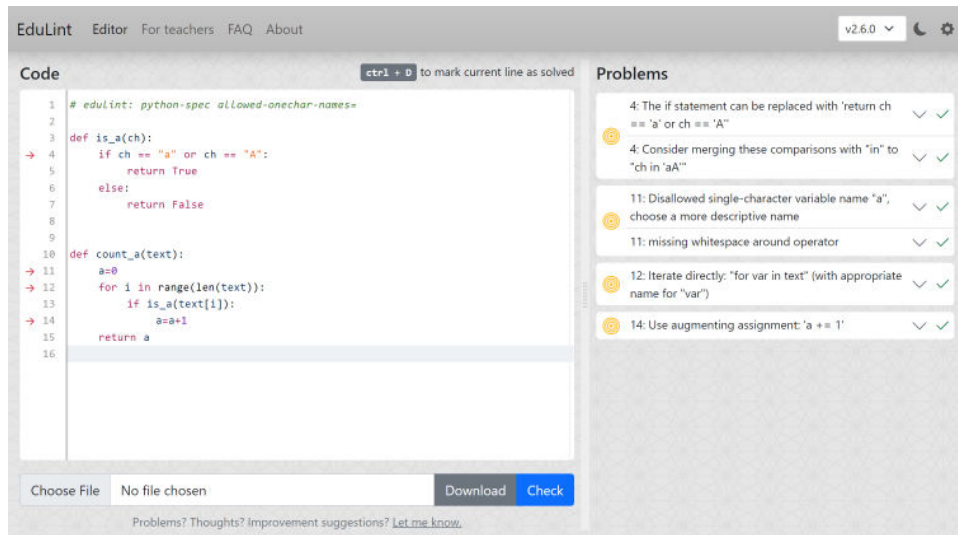 EduLint Editor For teachers FAQ About v2.6.0
Code
ctrl + D to mark current line as solved
1 # edulint: python-spec allowed-onechar-names=
2
3 def is_a(ch):
→ 4 if ch == "a" or ch == "A":
5 return True
6 else:
7 return False
8
9
10 def count_a(text):
→ 11 a=0
→ 12 for i in range(len(text)):
13 if is_a(text[i]):
→ 14 a=a+1
15 return a
16
Choose File No file chosen Download Check
Problems? Thoughts? Improvement suggestions? Let me know.
Problems
4: The if statement can be replaced with 'return ch
== 'a' or ch == 'A''
4: Consider merging these comparisons with "in" to
"ch in 'aA'"
11: Disallowed single-character variable name "a",
choose a more descriptive name
11: missing whitespace around operator
12: Iterate directly: "for var in text" (with appropriate
name for "var")
14: Use augmenting assignment: 'a += 1'